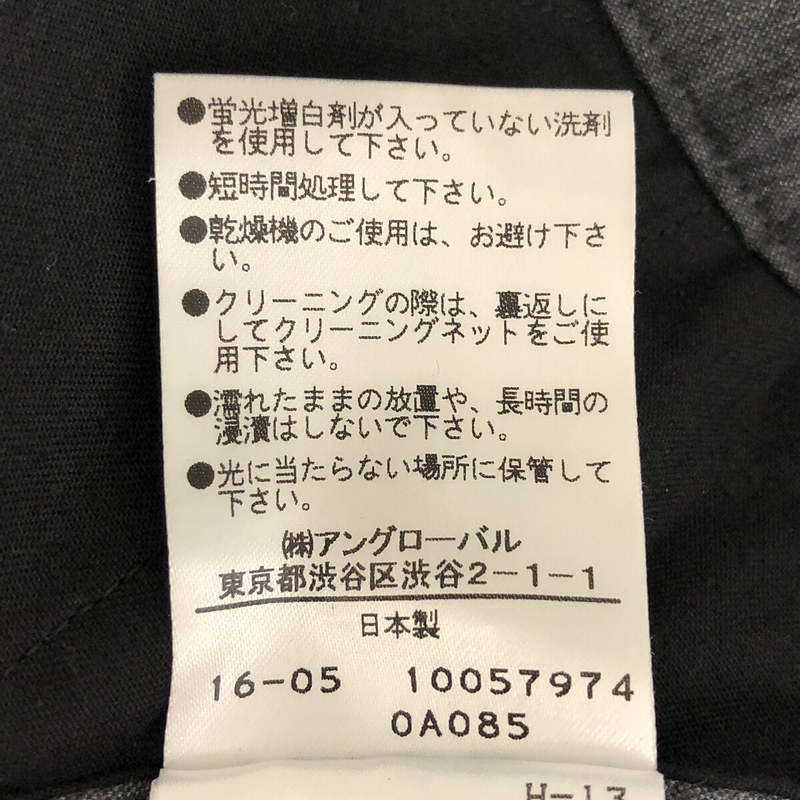 ●蛍光増白剤が入っていない洗剤
を使用して下さい。
●短時間処理して下さい。
●乾燥機のご使用は、お避け下さ
い。
●クリーニングの際は、裏返しに
してクリーニングネットをご使
用下さい。
●濡れたままの放置や、長時間の
浸漬はしないで下さい。
●光に当たらない場所に保管して
下さい。
㈱アングローバル
東京都渋谷区渋谷2-1-1
日本製
16-05 10057974
0A085